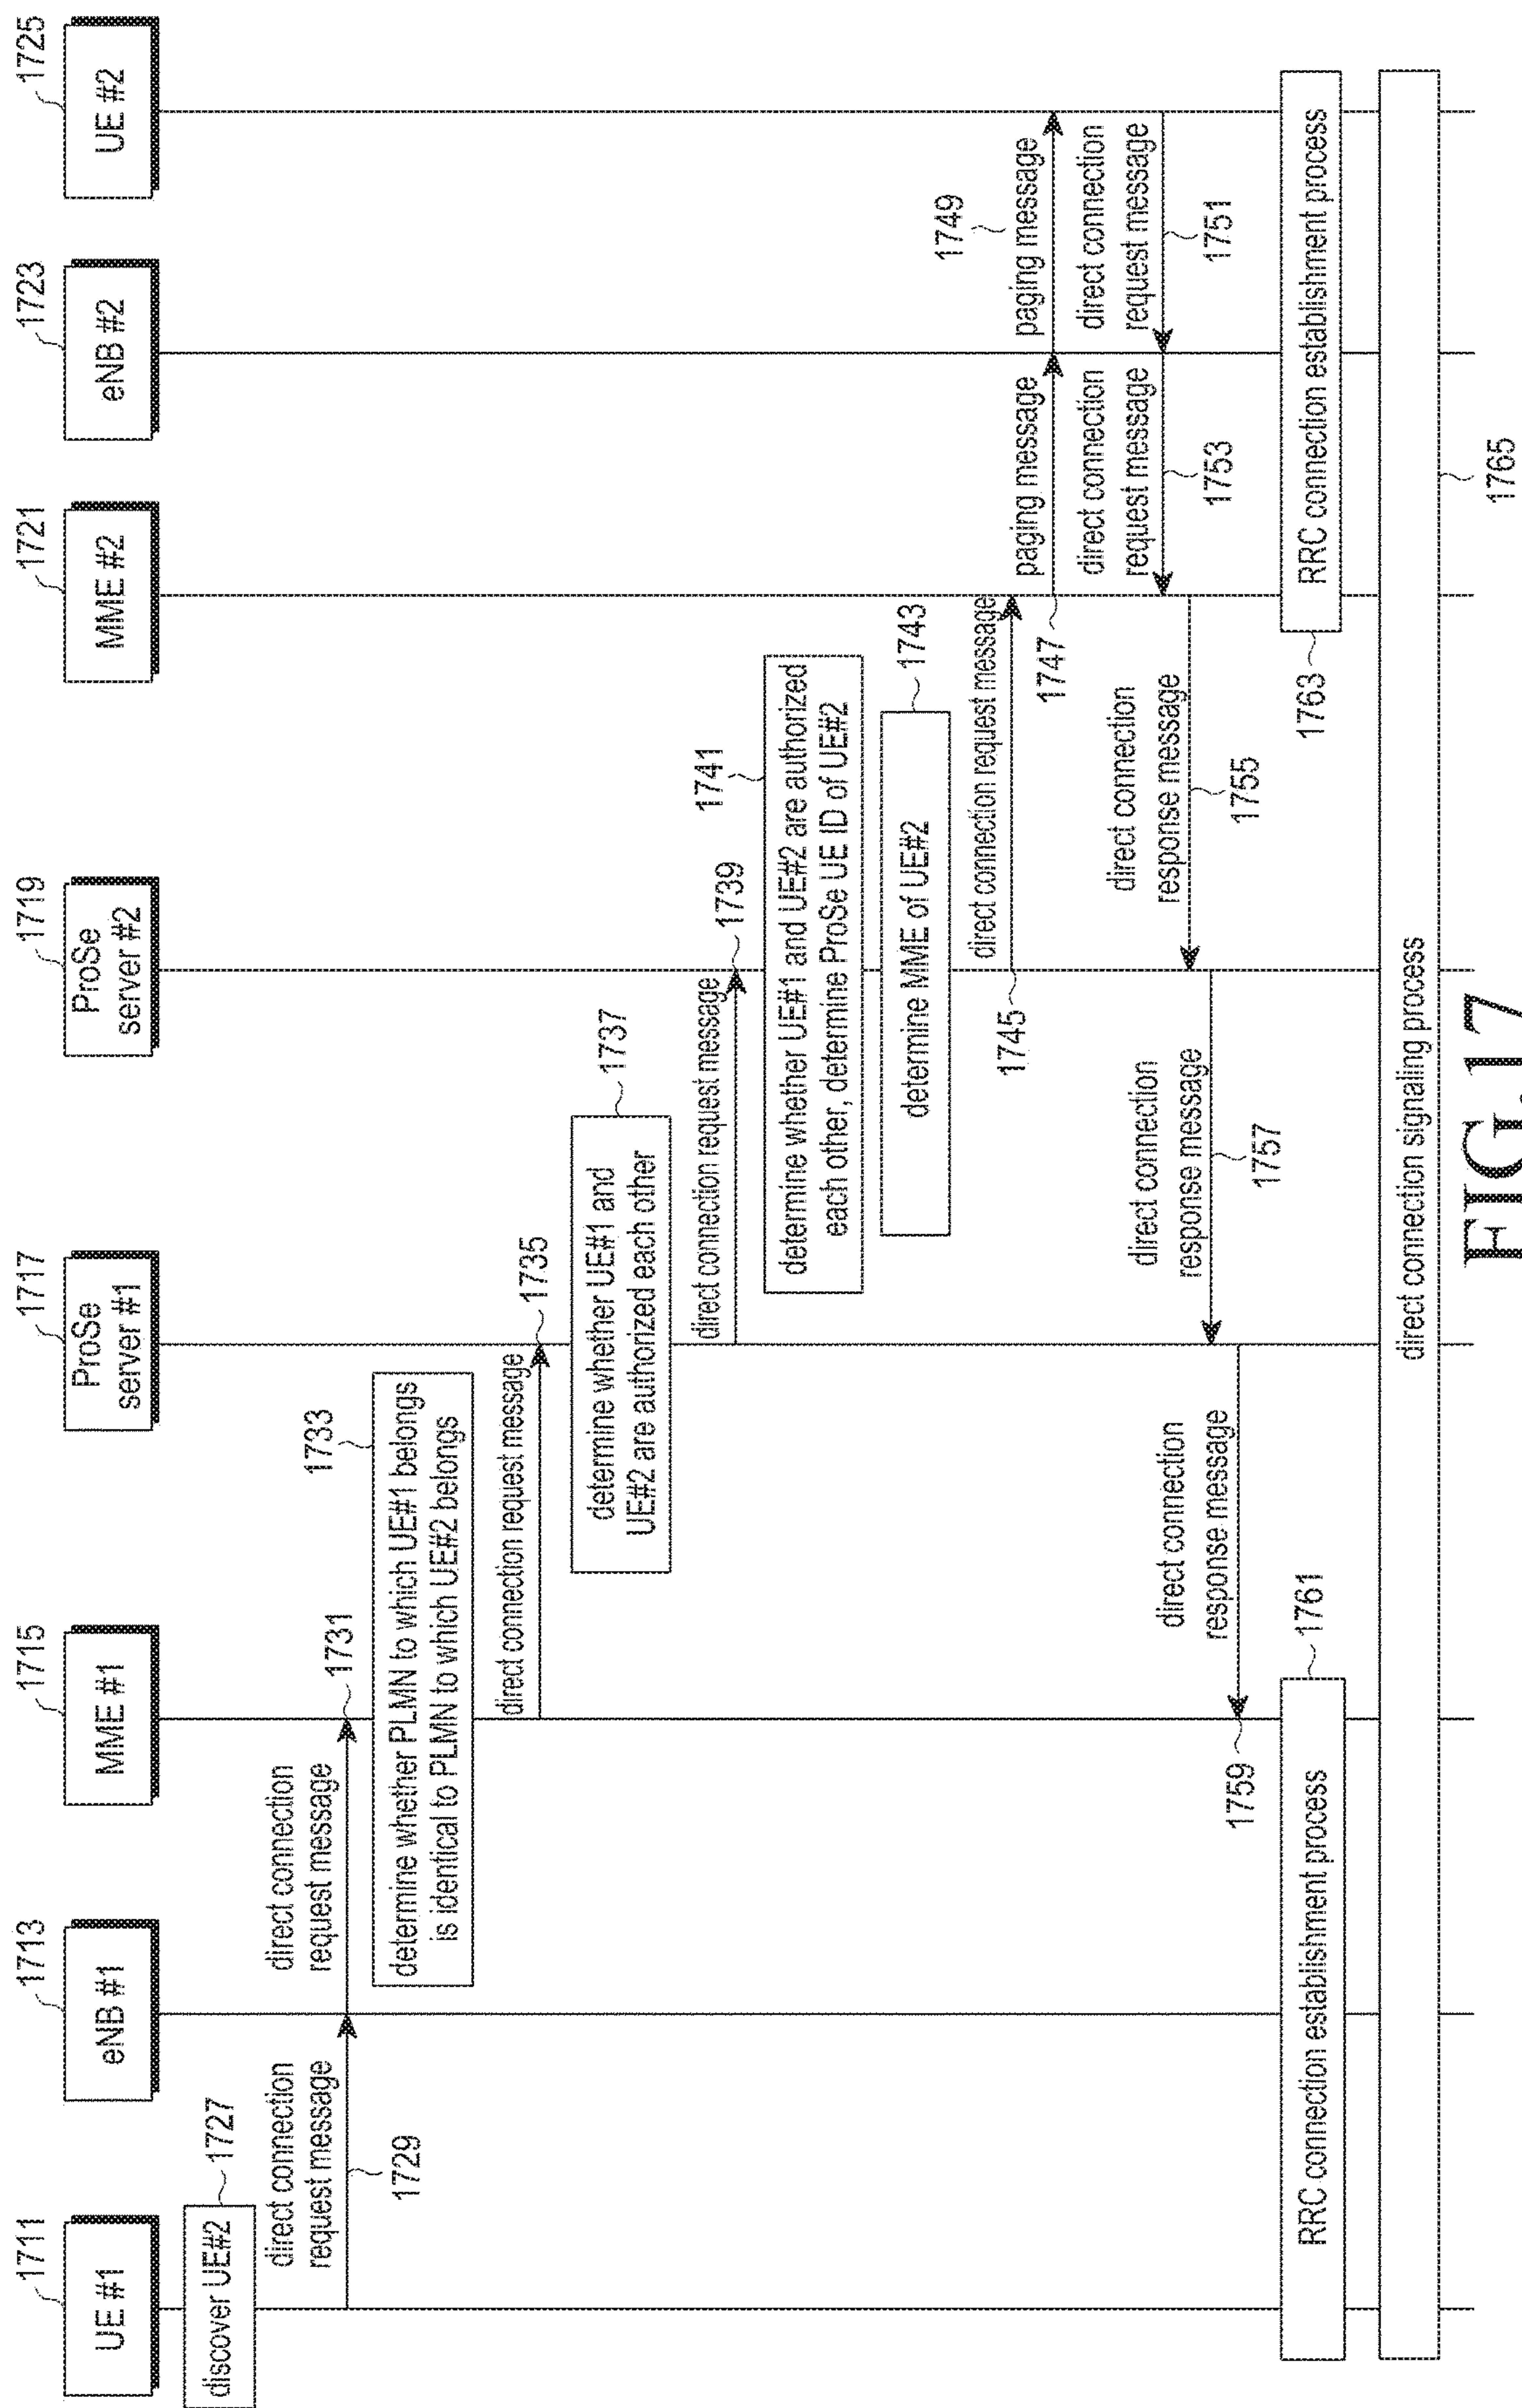 1711
UE #1
1713
eNB #1
1715
MME #1
1717
ProSe
server #1
1719
ProSe
server #2
1721
MME #2
1723
eNB #2
1725
UE #2
discover UE#2
1727
direct connection
request message
1729
direct connection
request message
1731
1733
determine whether PLMN to which UE#1 belongs
is identical to PLMN to which UE#2 belongs
direct connection request message
1735
determine whether UE#1 and
UE#2 are authorized each other
1737
direct connection request message
1739
1741
determine whether UE#1 and UE#2 are authorized
each other, determine ProSe UE ID of UE#2
determine MME of UE#2
1743
direct connection request message
1745
paging message
1747
paging message
1749
direct connection
request message
1751
direct connection
request message
1753
direct connection
response message
1755
direct connection
response message
1757
direct connection
response message
1759
RRC connection establishment process
1761
1763
RRC connection establishment process
direct connection signaling process
1765
FIG.17